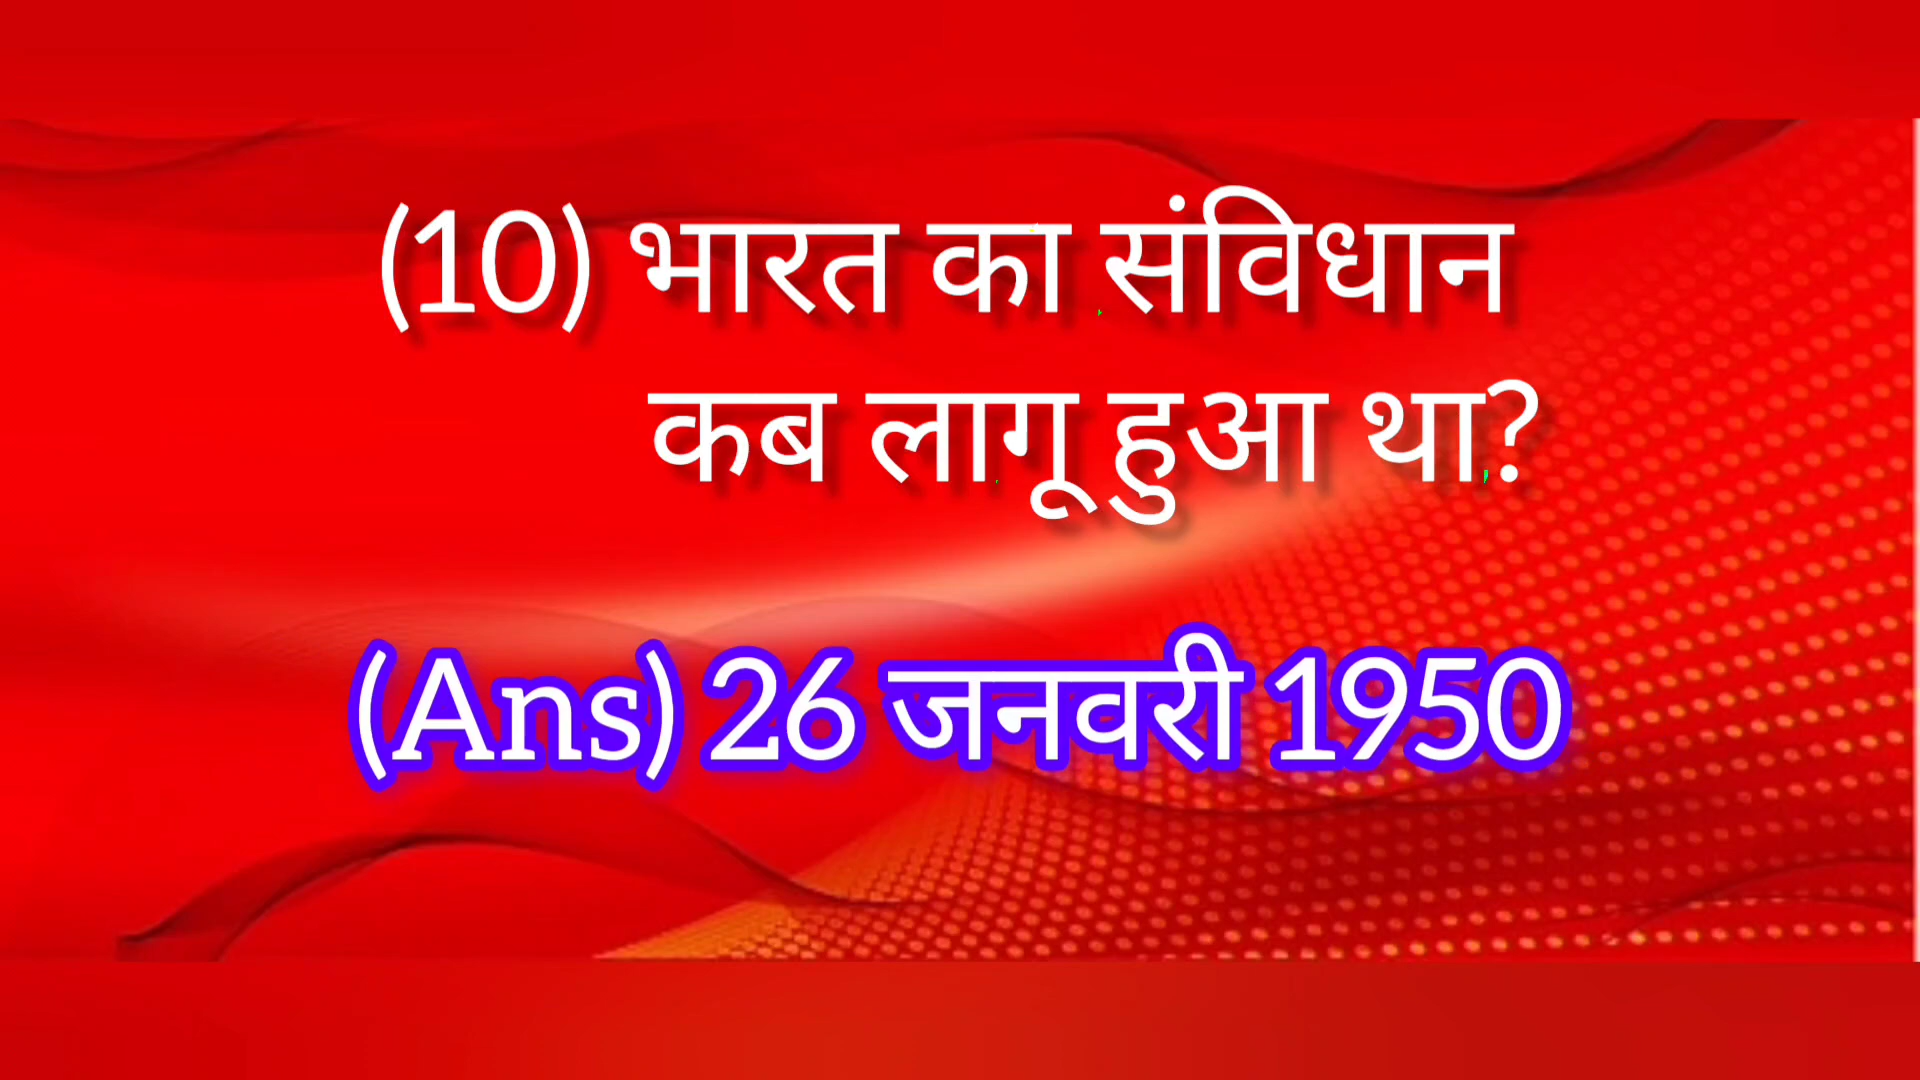 (10) भारत का संविधान
कब लागू हुआ था?
(Ans) 26 जनवरी 1950